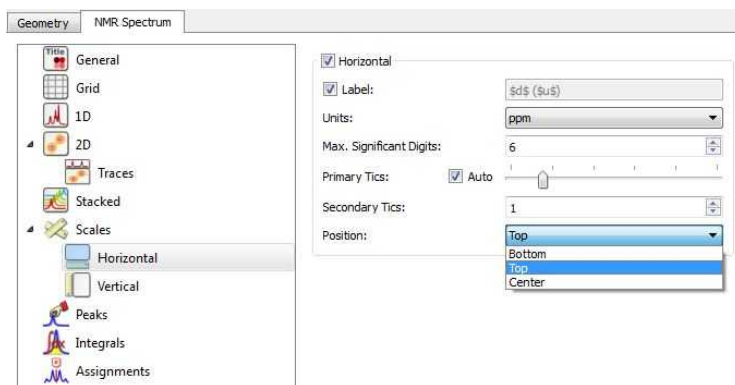 Geometry
NMR Spectrum
Title
General
Grid
1D
2D
Traces
Stacked
Scales
Horizontal
Vertical
Peaks
Integrals
Assignments
Horizontal
Label: $d$ ($u$)
Units: ppm
Max. Significant Digits: 6
Primary Tics: Auto
Secondary Tics: 1
Position: Top
Bottom
Top
Center